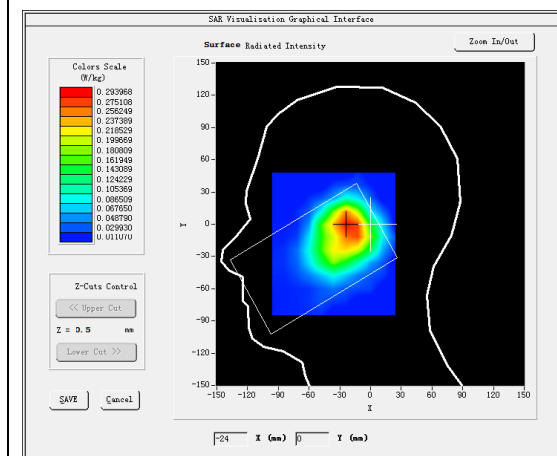 SAR Visualisation Graphical Interface
Surface Radiated Intensity
Zoom In/Out
Colors Scale
(W/kg)
0.293968
0.275108
0.256249
0.237389
0.218529
0.199669
0.180809
0.161949
0.143089
0.124229
0.105369
0.086509
0.067650
0.048790
0.029930
0.011070
Z-Cuts Control
<< Upper Cut
Z = 0.5 mm
Lower Cut >>
SAVE
Cancel
150
120
90
60
30
0
-30
-60
-90
-120
-150
Y
-150 -120 -90 -60 -30 0 30 60 90 120 150
X
-24 X (mm) 0 Y (mm)